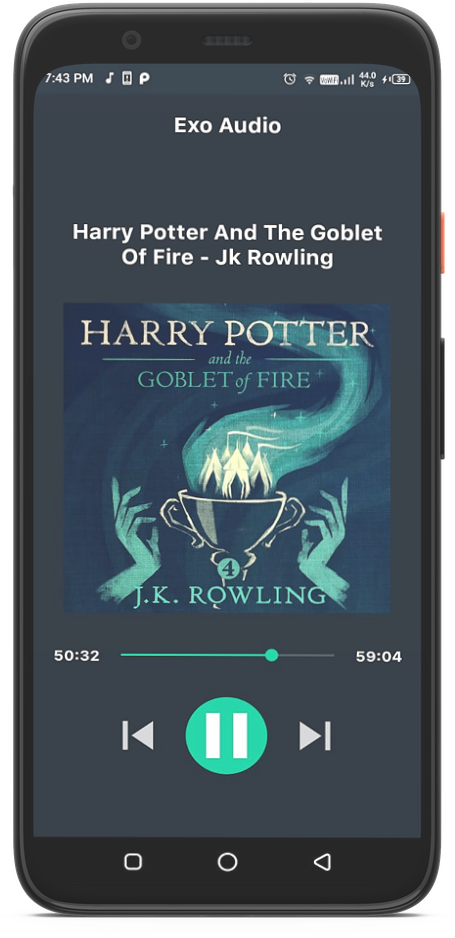 7:43 PM
VoWiFi
44.0
K/s
39
Exo Audio
Harry Potter And The Goblet
Of Fire - Jk Rowling
HARRY POTTER
and the
GOBLET of FIRE
4
J.K. ROWLING
50:32
59:04